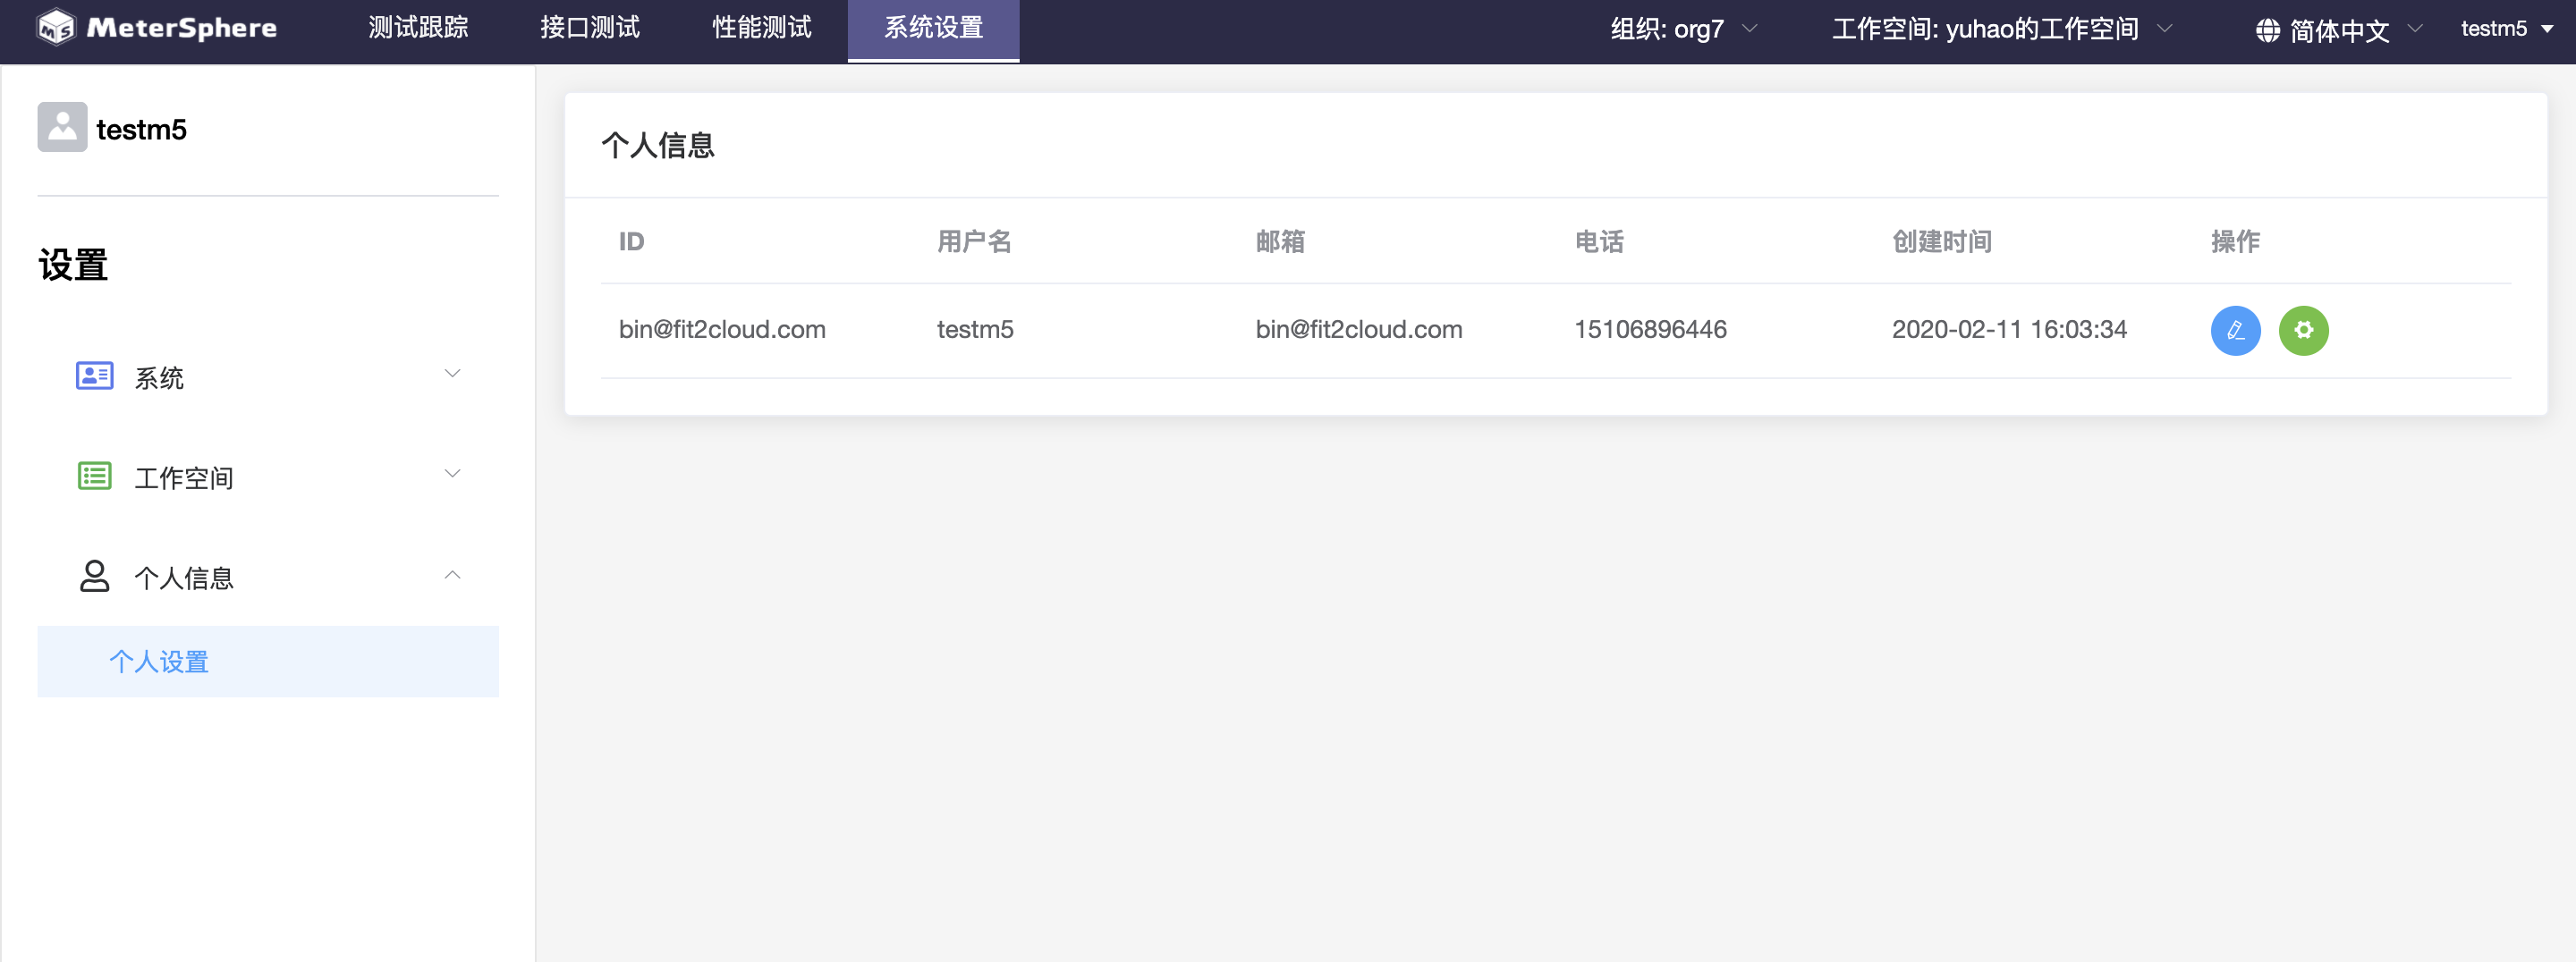 MS MeterSphere 测试跟踪 接口测试 性能测试 系统设置 组织: org7 工作空间: yuhao的工作空间 简体中文 testm5
testm5
设置
系统
工作空间
个人信息
个人设置
个人信息
ID 用户名 邮箱 电话 创建时间 操作
bin@fit2cloud.com testm5 bin@fit2cloud.com 15106896446 2020-02-11 16:03:34